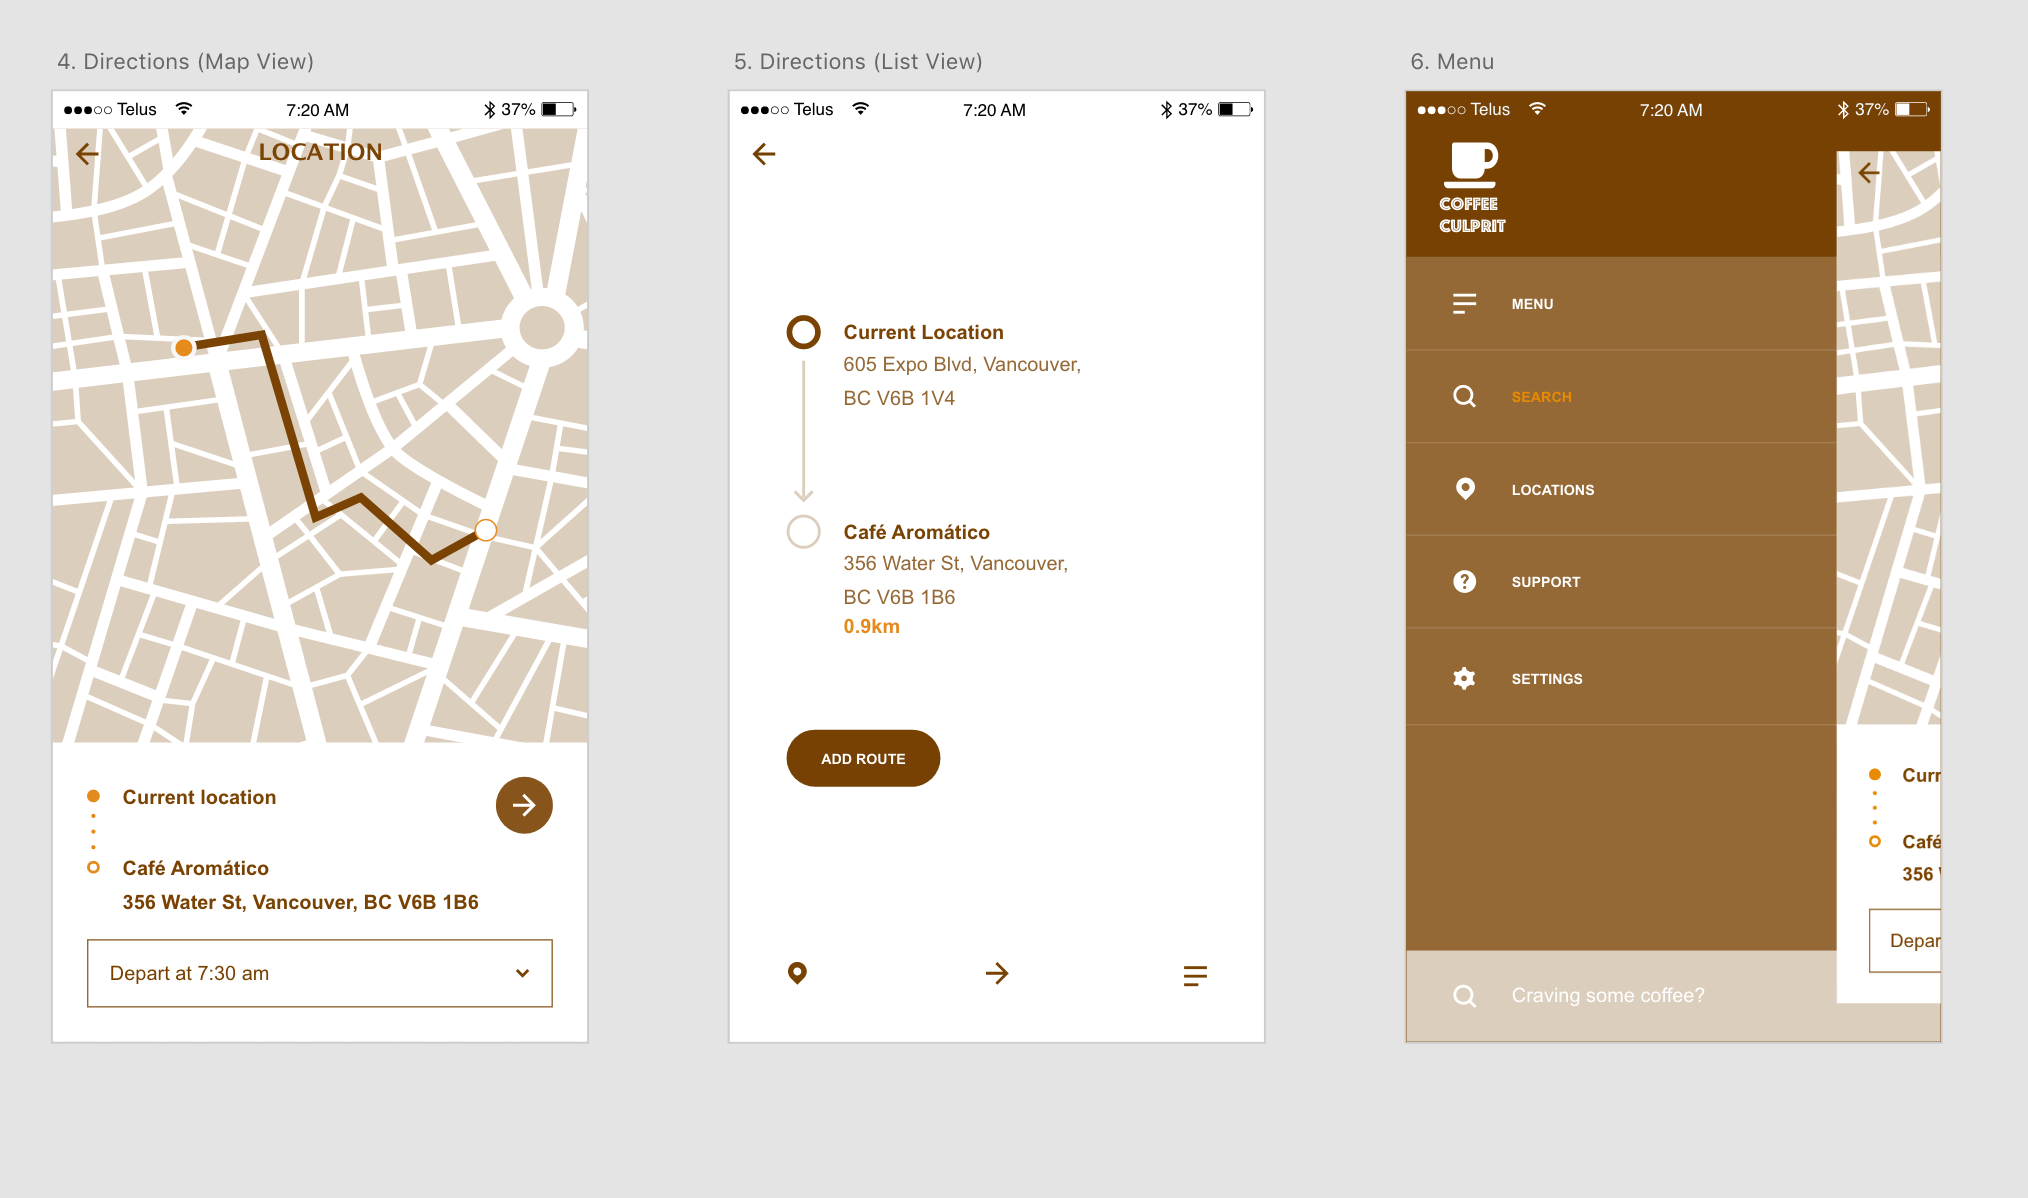 4. Directions (Map View)
Telus 7:20 AM 37%
LOCATION
Current location
Café Aromático
356 Water St, Vancouver, BC V6B 1B6
Depart at 7:30 am
5. Directions (List View)
Telus 7:20 AM 37%
Current Location
605 Expo Blvd, Vancouver,
BC V6B 1V4
Café Aromático
356 Water St, Vancouver,
BC V6B 1B6
0.9km
ADD ROUTE
6. Menu
Telus 7:20 AM 37%
COFFEE
CULPRIT
MENU
SEARCH
LOCATIONS
SUPPORT
SETTINGS
Craving some coffee?
Curr
Café
356
Depar